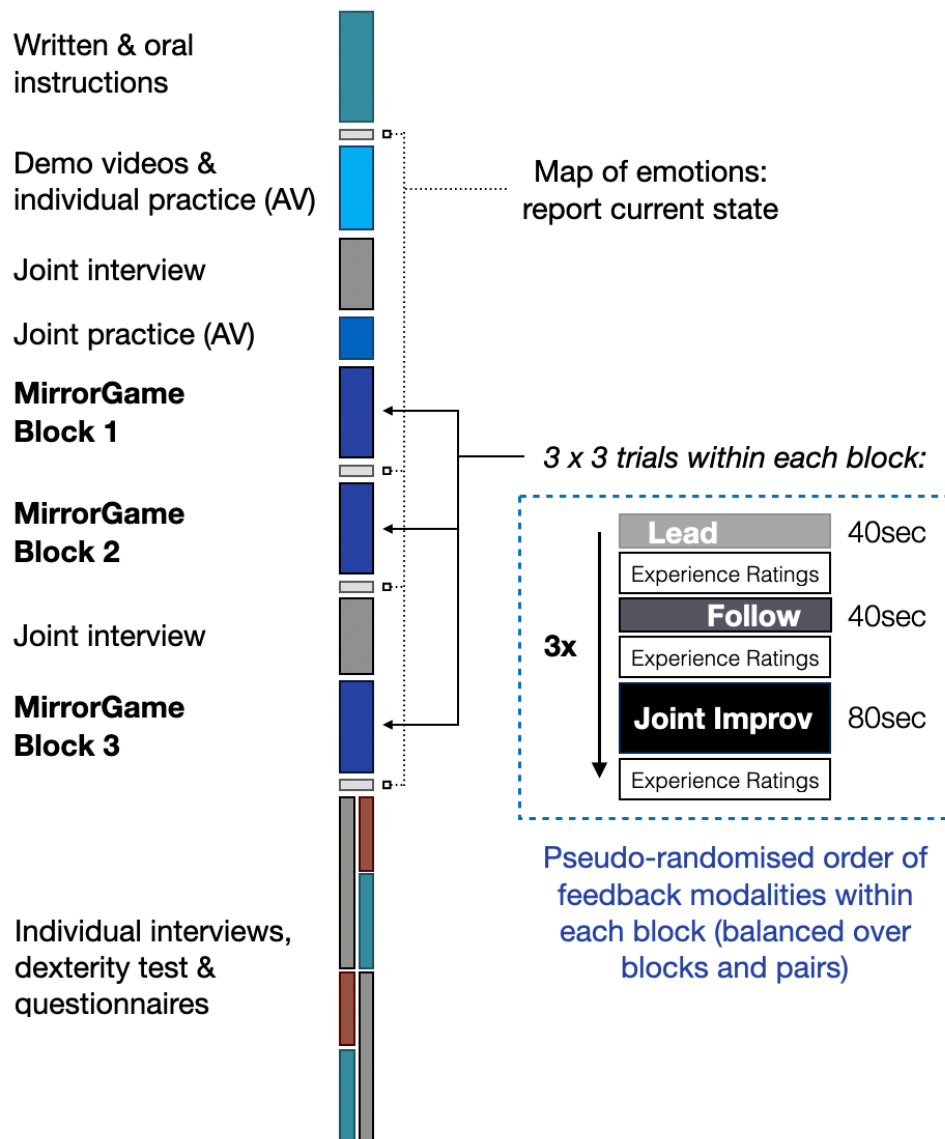 Written & oral
instructions
Demo videos &
individual practice (AV)
Map of emotions:
report current state
Joint interview
Joint practice (AV)
MirrorGame
Block 1
3 x 3 trials within each block:
MirrorGame
Block 2
Lead 40sec
Experience Ratings
Follow 40sec
3x
Experience Ratings
Joint Improv 80sec
Experience Ratings
Joint interview
MirrorGame
Block 3
Pseudo-randomised order of
feedback modalities within
each block (balanced over
blocks and pairs)
Individual interviews,
dexterity test &
questionnaires